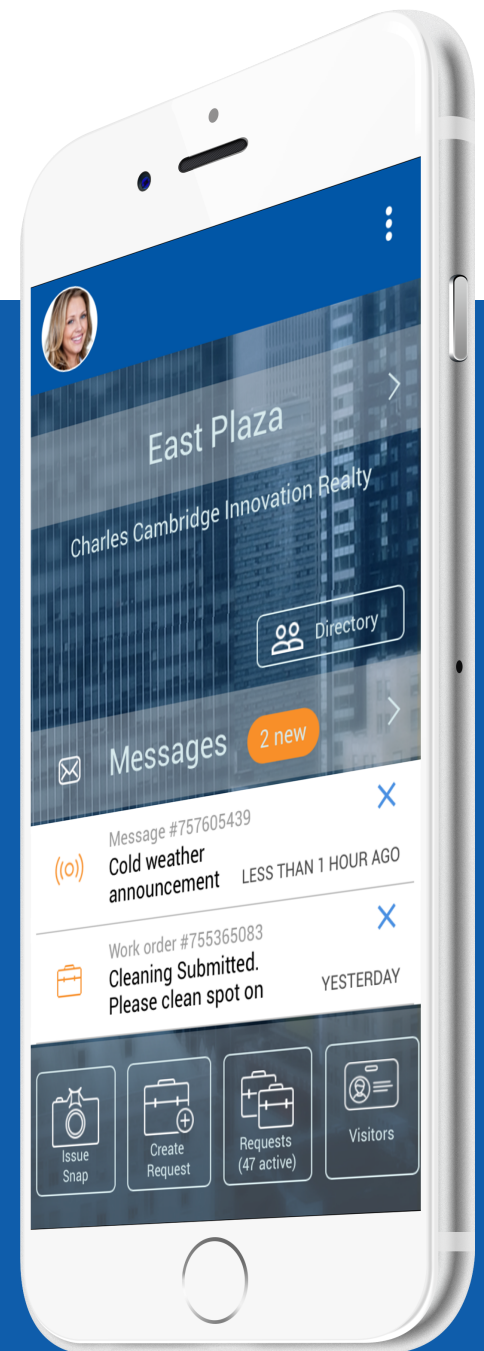 East Plaza
Charles Cambridge Innovation Realty
Directory
Messages
2 new
Message #757605439
Cold weather
announcement
LESS THAN 1 HOUR AGO
Work order #755365083
Cleaning Submitted.
Please clean spot on
YESTERDAY
Issue
Snap
Create
Request
Requests
(47 active)
Visitors